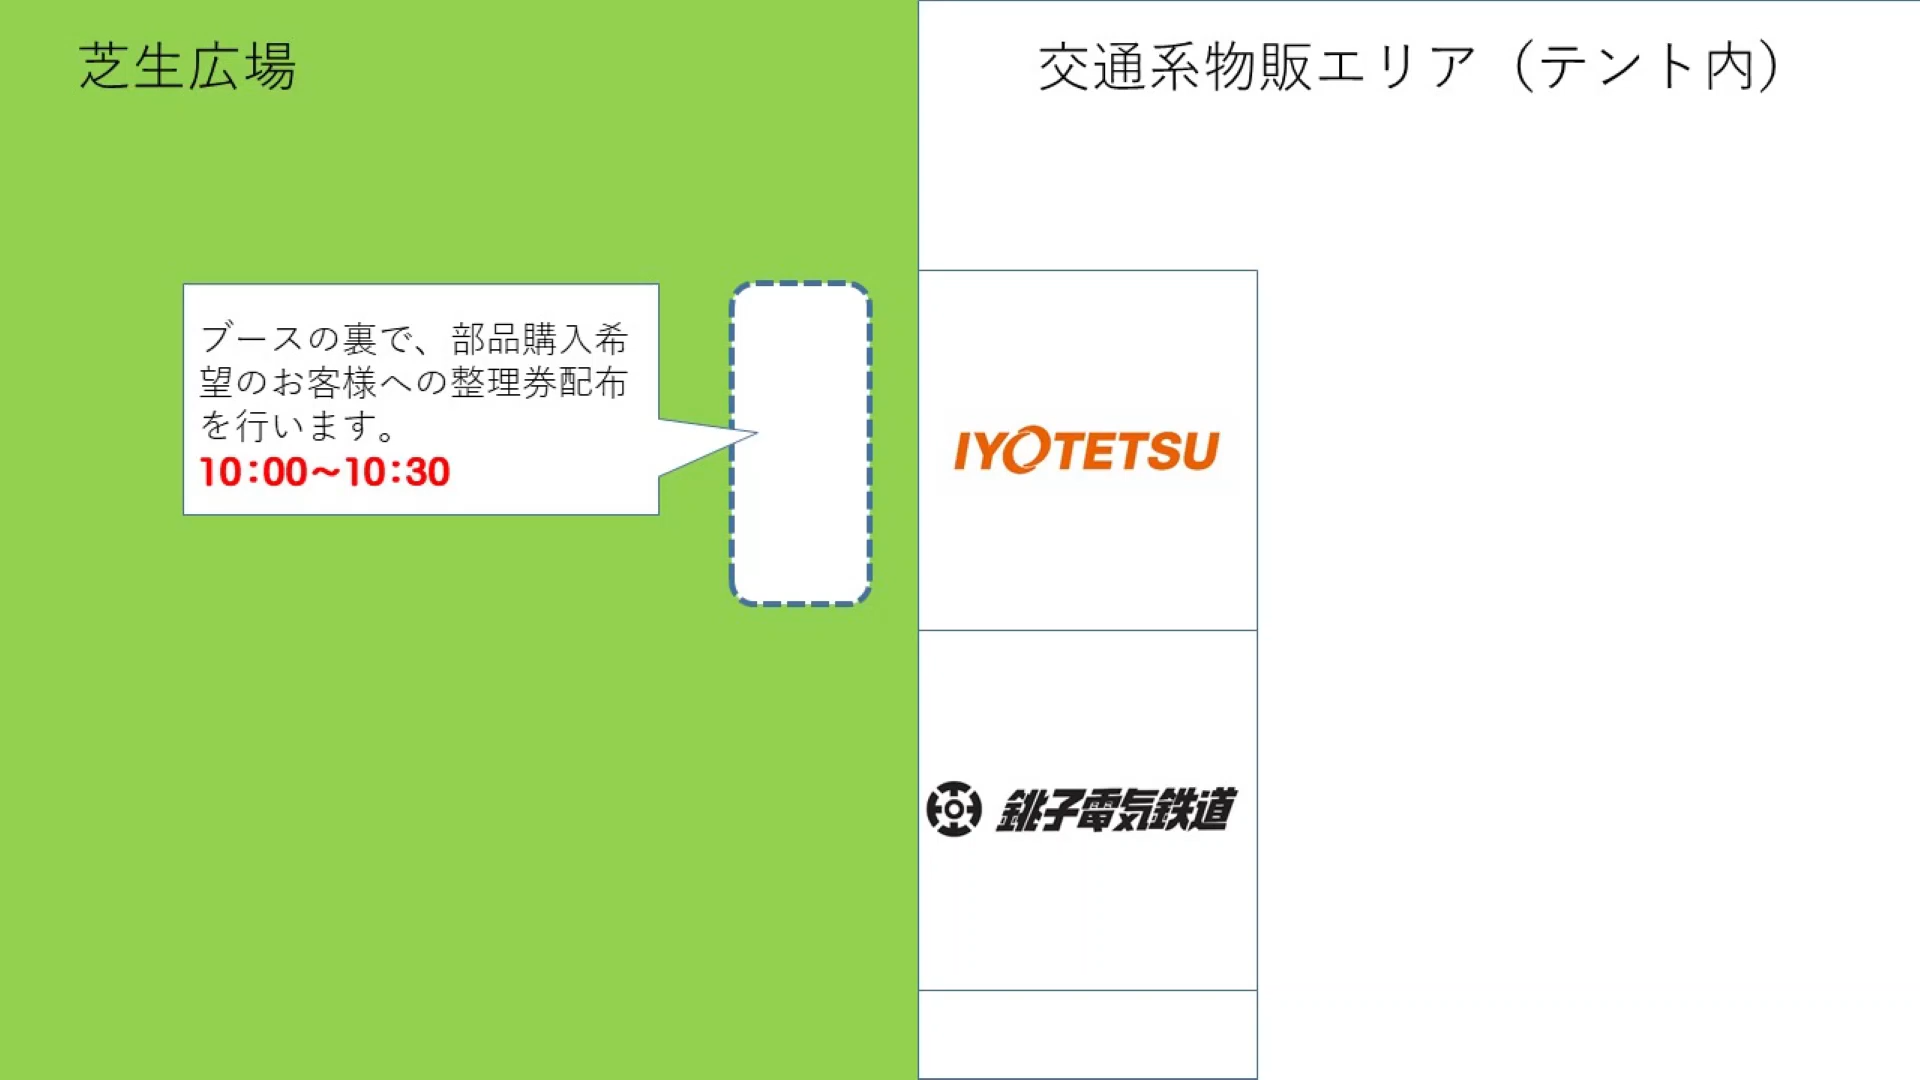 芝生広場
交通系物販エリア（テント内）
ブースの裏で、部品購入希
望のお客様への整理券配布
を行います。
10：00～10：30
IYOTETSU
銚子電気鉄道